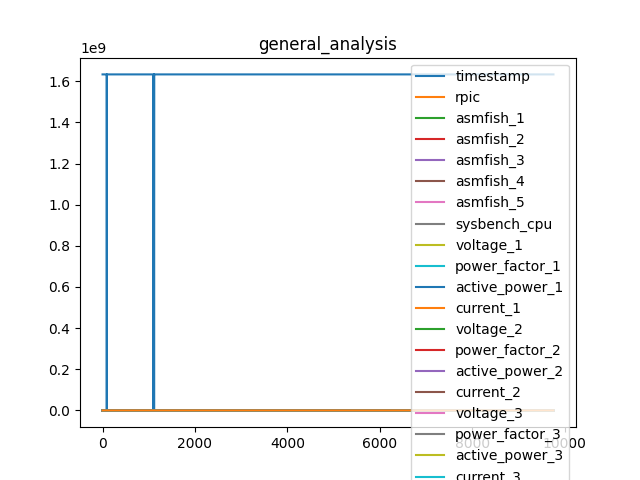 general_analysis
1e9
1.6
1.4
1.2
1.0
0.8
0.6
0.4
0.2
0.0
0
2000
4000
6000
8000
10000
timestamp
rpic
asmfish_1
asmfish_2
asmfish_3
asmfish_4
asmfish_5
sysbench_cpu
voltage_1
power_factor_1
active_power_1
current_1
voltage_2
power_factor_2
active_power_2
current_2
voltage_3
power_factor_3
active_power_3
current_3